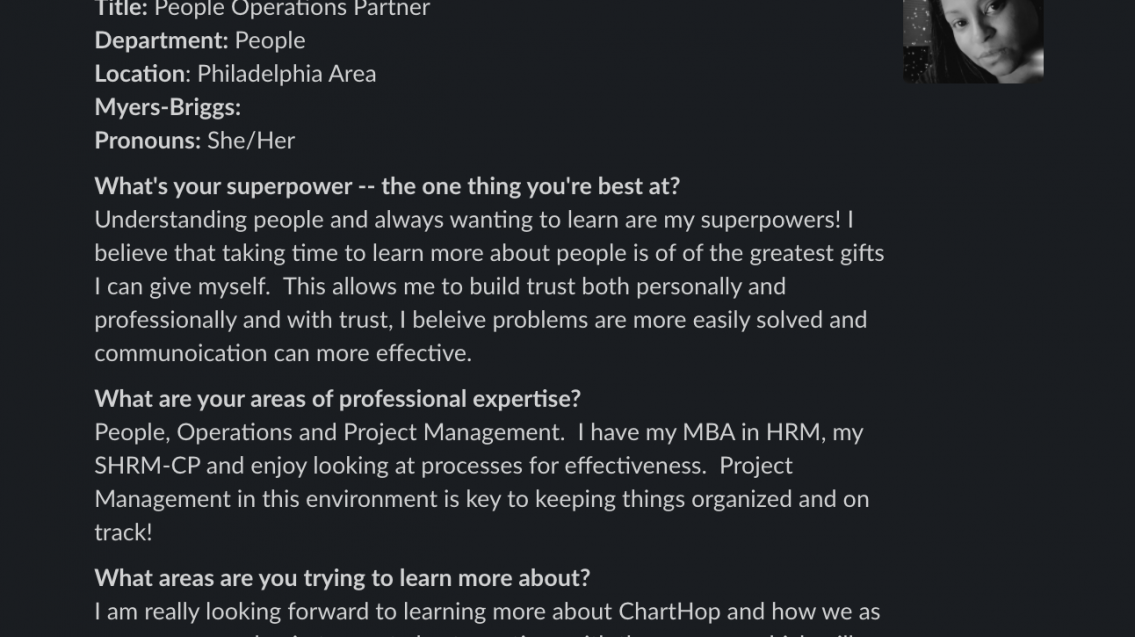 Title: People Operations Partner
Department: People
Location: Philadelphia Area
Myers-Briggs:
Pronouns: She/Her
What's your superpower -- the one thing you're best at?
Understanding people and always wanting to learn are my superpowers! I
believe that taking time to learn more about people is of of the greatest gifts
I can give myself.  This allows me to build trust both personally and
professionally and with trust, I beleive problems are more easily solved and
communoication can more effective.
What are your areas of professional expertise?
People, Operations and Project Management.  I have my MBA in HRM, my
SHRM-CP and enjoy looking at processes for effectiveness.  Project
Management in this environment is key to keeping things organized and on
track!
What areas are you trying to learn more about?
I am really looking forward to learning more about ChartHop and how we as